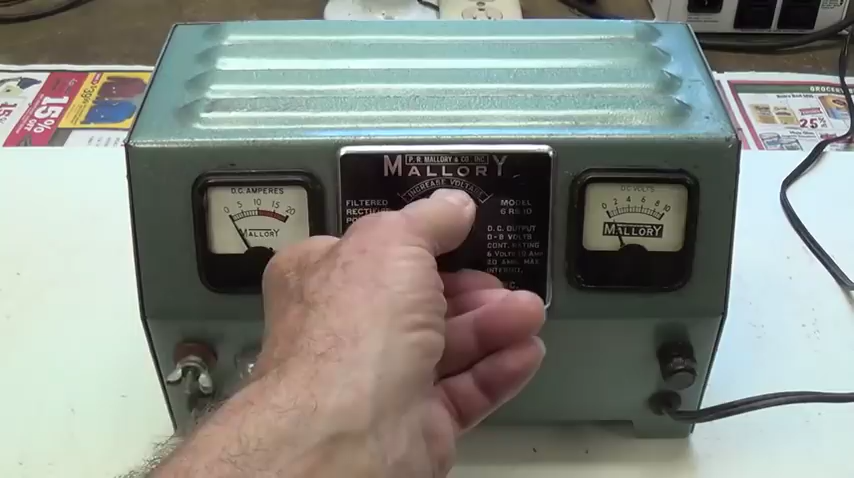 P. R. MALLORY & CO. INC.
MALLORY
INCREASE VOLTAGE
FILTERED
MODEL
6 RS 10
D. C. OUTPUT
0-8 VOLTS
CONT. RATING
6 VOLTS 10 AMP
20 AMP. MAX.
INTERMIT.
D.C. AMPERES
0 5 10 15 20
MALLORY
D.C. VOLTS
0 2 4 6 8 10
MALLORY
15%
15%
GROCERY
25%